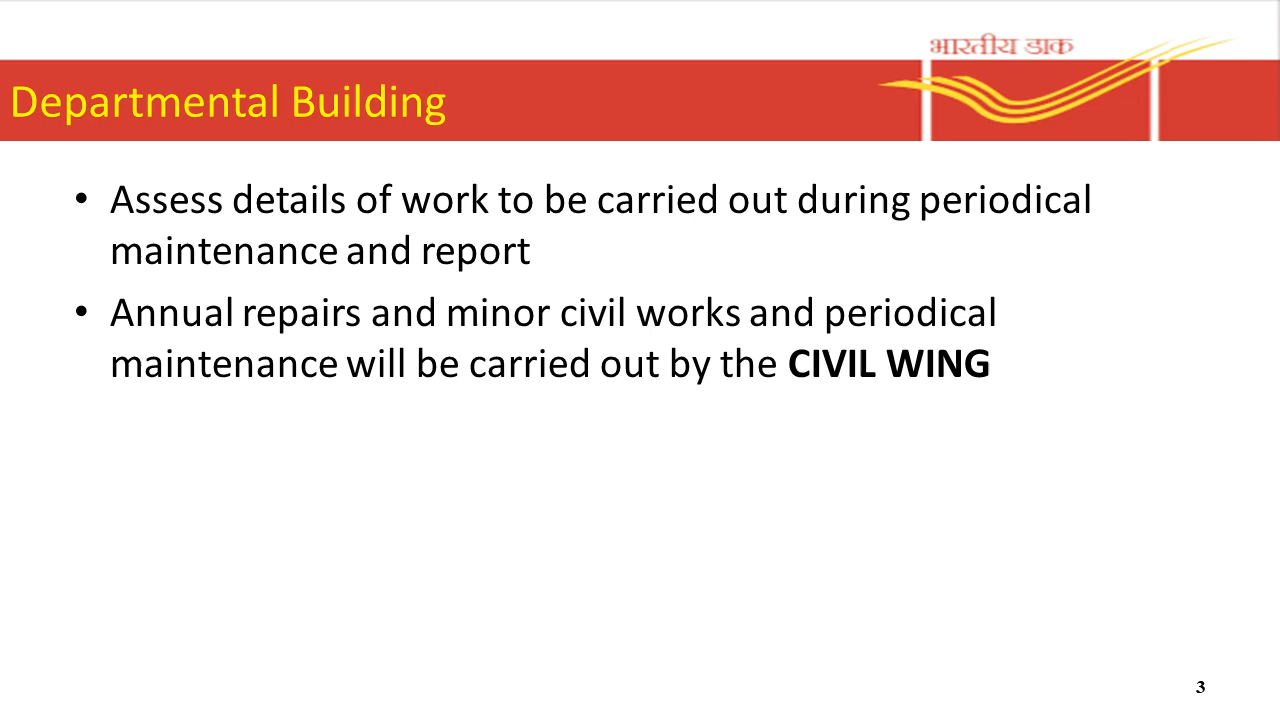 भारतीय डाक
Departmental Building
• Assess details of work to be carried out during periodical
maintenance and report
• Annual repairs and minor civil works and periodical
maintenance will be carried out by the CIVIL WING
3